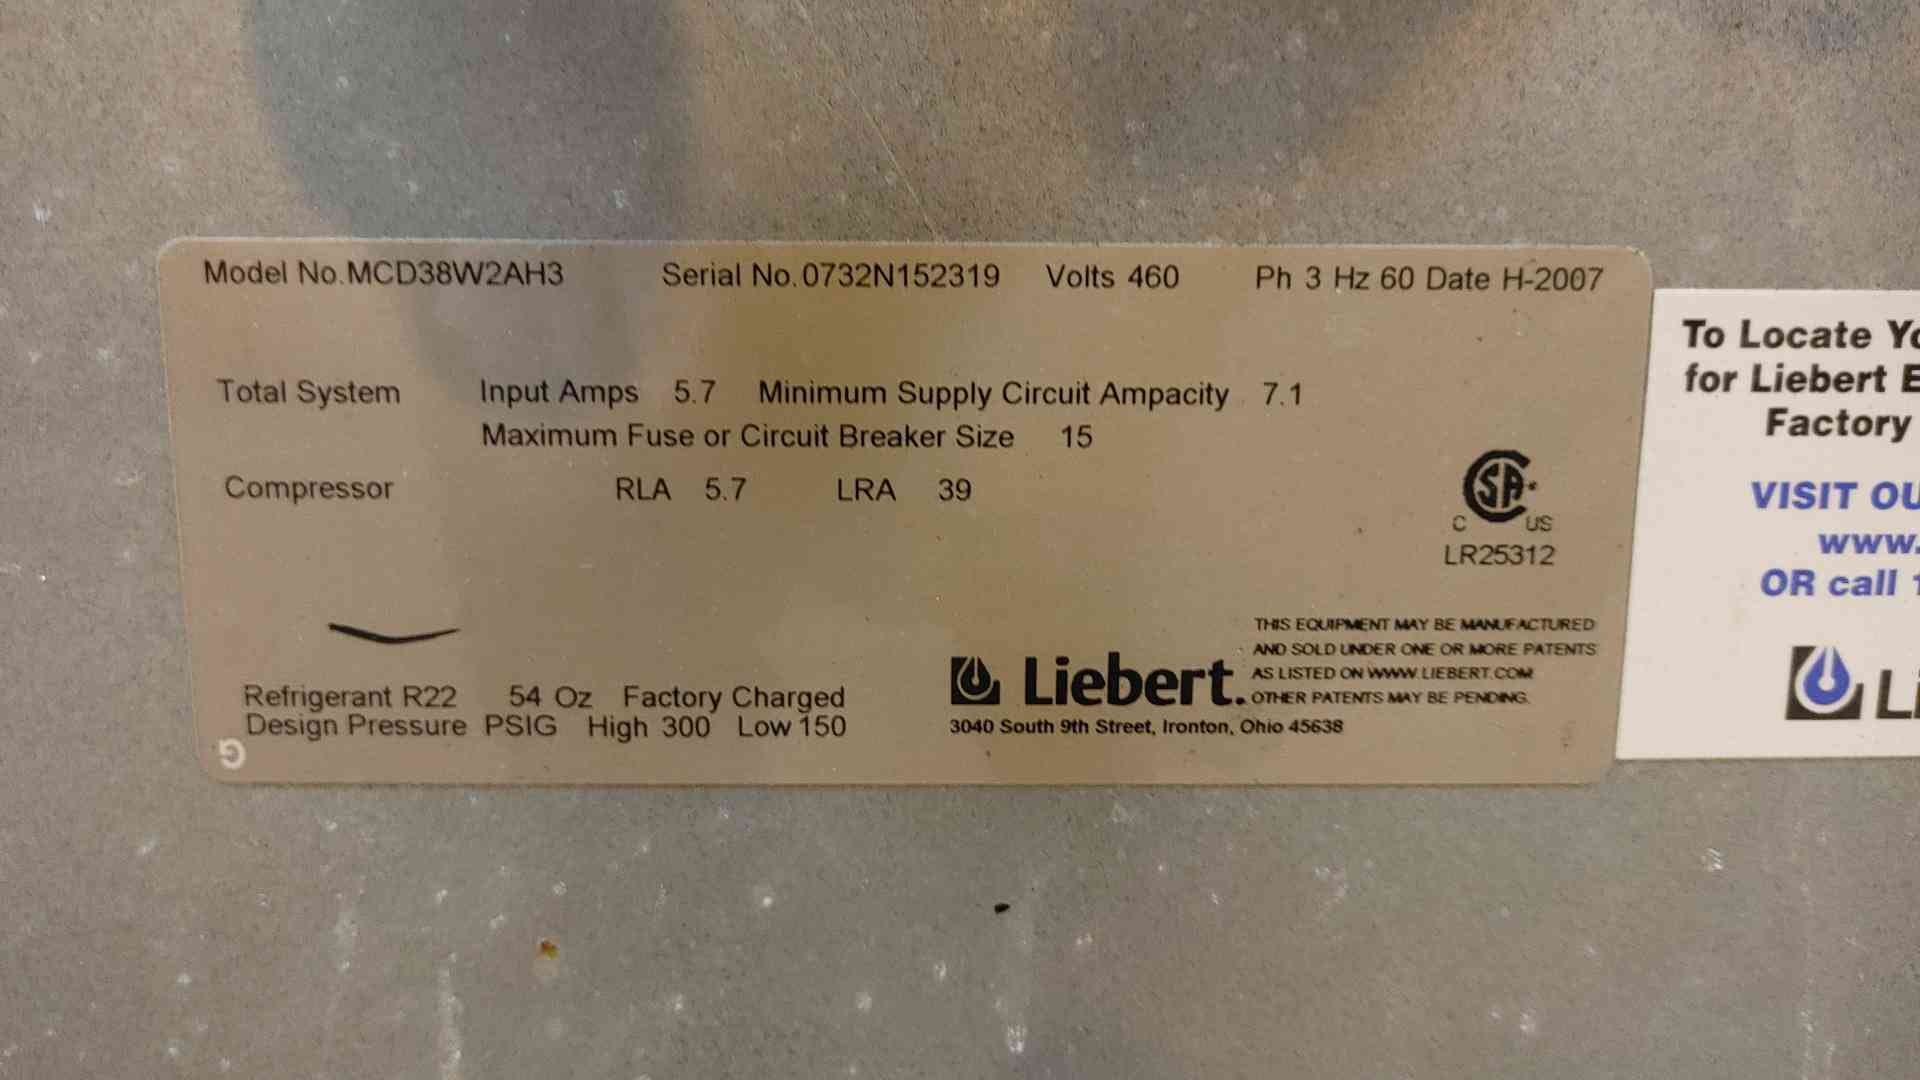 Model No.MCD38W2AH3 Serial No.0732N152319 Volts 460 Ph 3 Hz 60 Date H-2007
Total System Input Amps 5.7 Minimum Supply Circuit Ampacity 7.1
Maximum Fuse or Circuit Breaker Size 15
Compressor RLA 5.7 LRA 39
SA
C US
LR25312
Refrigerant R22 54 Oz Factory Charged
Design Pressure PSIG High 300 Low 150
G
Liebert.
3040 South 9th Street, Ironton, Ohio 45638
THIS EQUIPMENT MAY BE MANUFACTURED
AND SOLD UNDER ONE OR MORE PATENTS
AS LISTED ON WWW.LIEBERT.COM
OTHER PATENTS MAY BE PENDING.
To Locate Yo
for Liebert E
Factory
VISIT OU
www.
OR call 1
Li